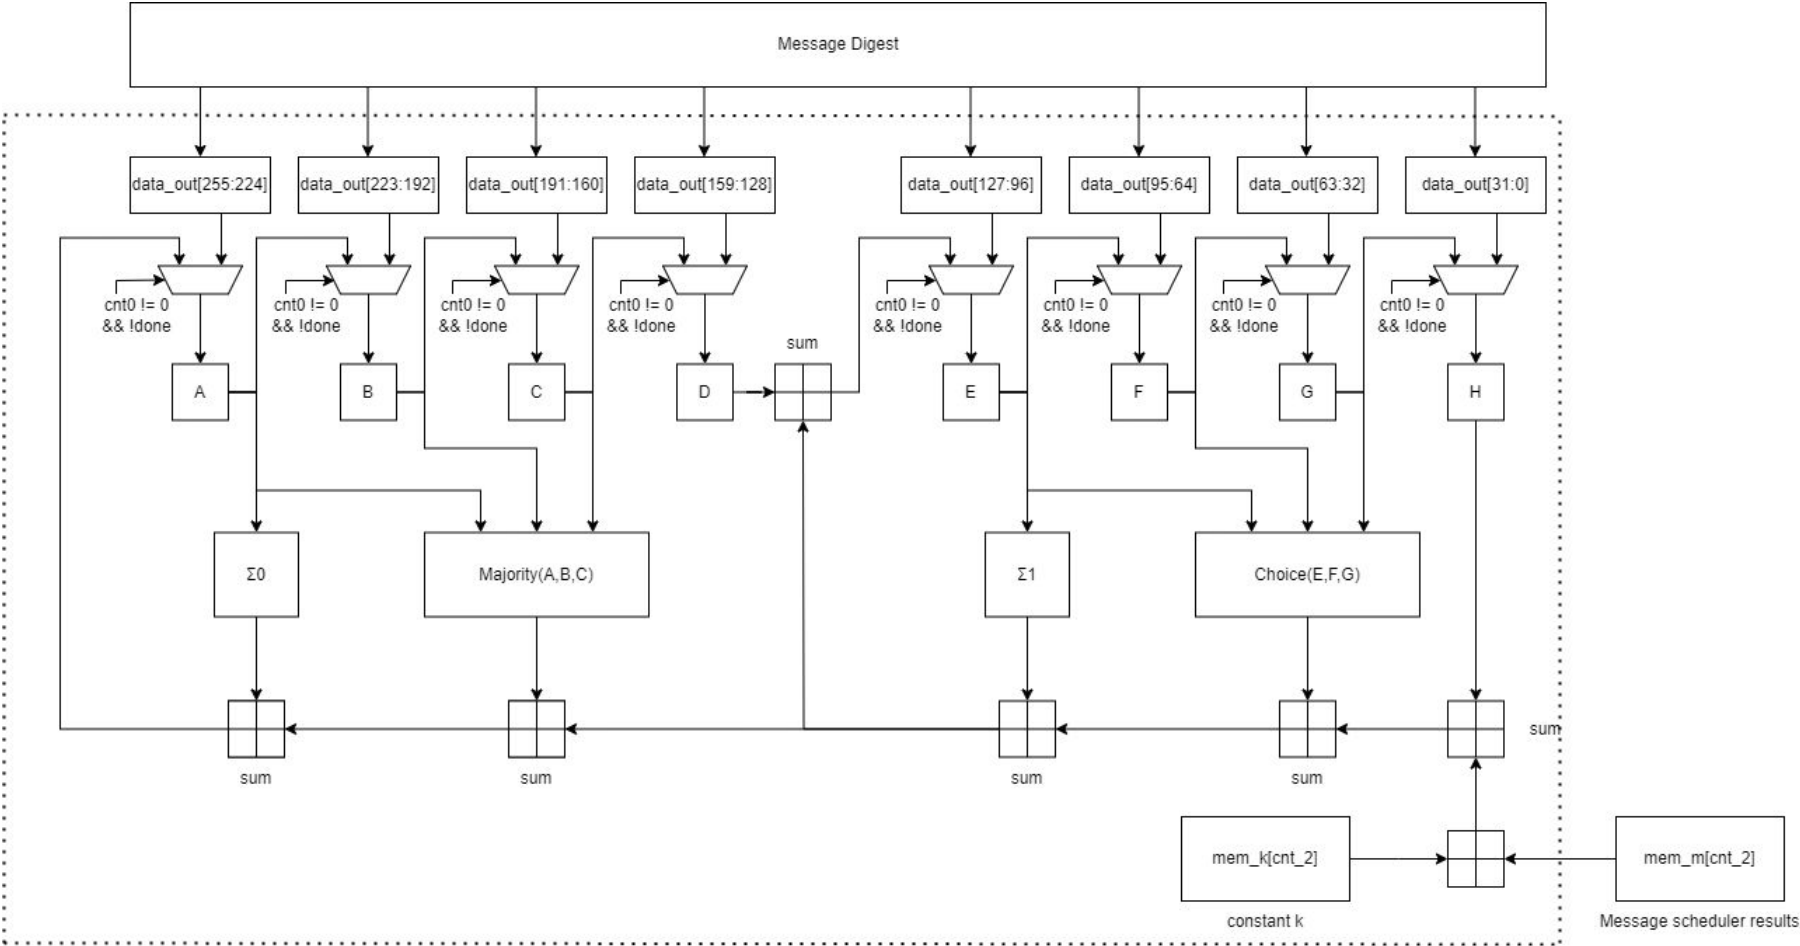 Message Digest
data_out[255:224]
data_out[223:192]
data_out[191:160]
data_out[159:128]
data_out[127:96]
data_out[95:64]
data_out[63:32]
data_out[31:0]
cnt0 != 0
&& !done
cnt0 != 0
&& !done
cnt0 != 0
&& !done
cnt0 != 0
&& !done
cnt0 != 0
&& !done
cnt0 != 0
&& !done
cnt0 != 0
&& !done
cnt0 != 0
&& !done
sum
A
B
C
D
E
F
G
H
Σ0
Majority(A,B,C)
Σ1
Choice(E,F,G)
sum
sum
sum
sum
sum
mem_k[cnt_2]
mem_m[cnt_2]
constant k
Message scheduler results